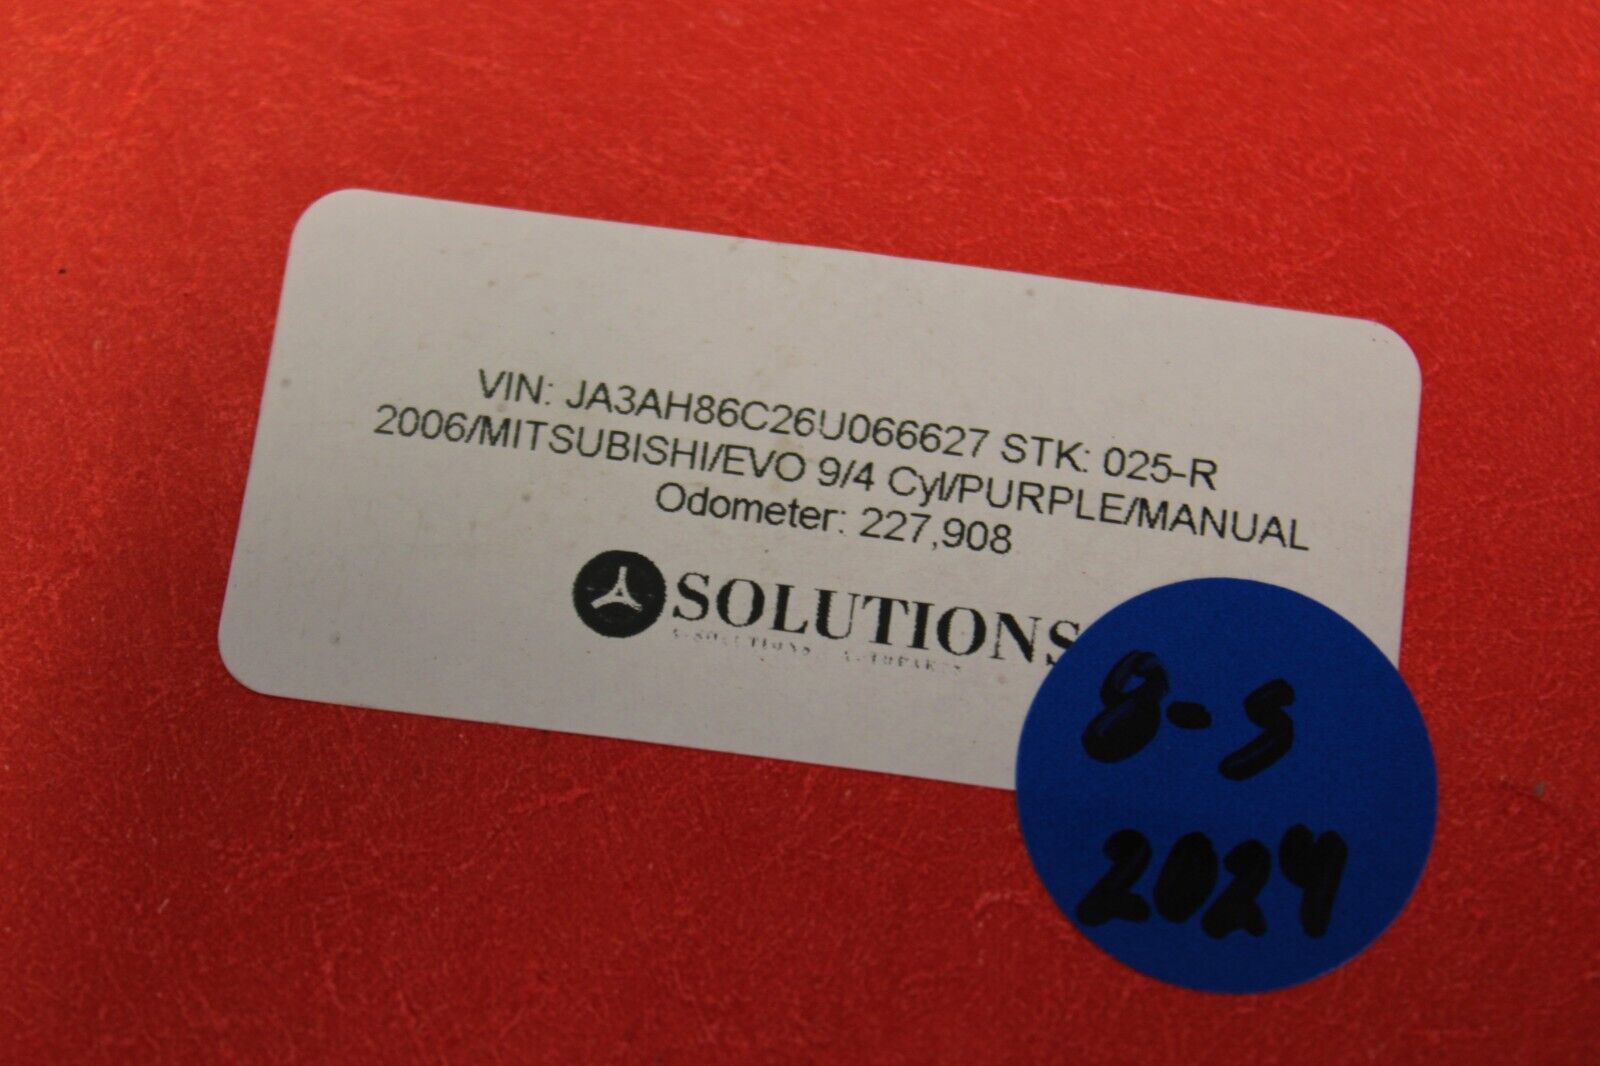 VIN: JA3AH86C26U066627 STK: 025-R
2006/MITSUBISHI/EVO 9/4 Cyl/PURPLE/MANUAL
Odometer: 227,908
SOLUTIONS
8-5
2024